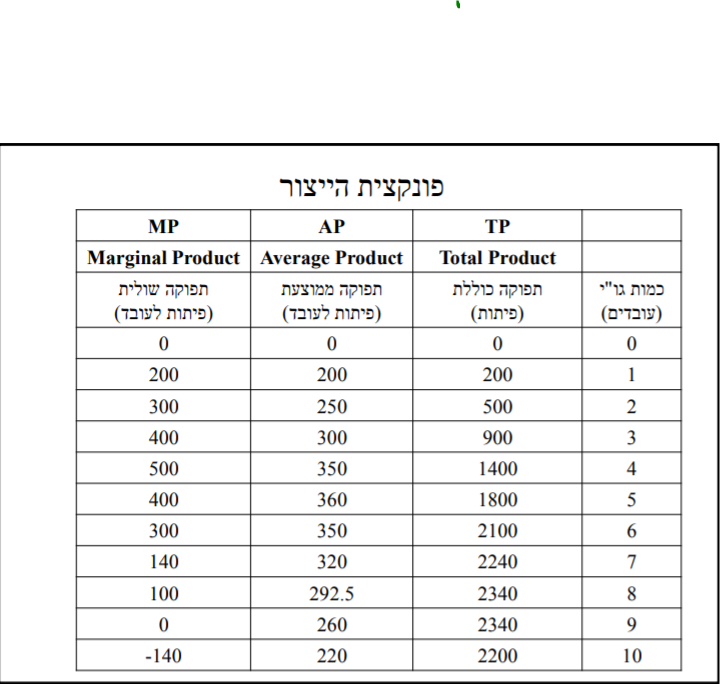 פונקצית הייצור
MP AP TP
Marginal Product Average Product Total Product
כמות גו"י תפוקה כוללת תפוקה ממוצעת תפוקה שולית
(עובדים) (פיתות) (פיתות לעובד) (פיתות לעובד)
0 0 0 0
200 200 200 1
300 250 500 2
400 300 900 3
500 350 1400 4
400 360 1800 5
300 350 2100 6
140 320 2240 7
100 292.5 2340 8
0 260 2340 9
-140 220 2200 10